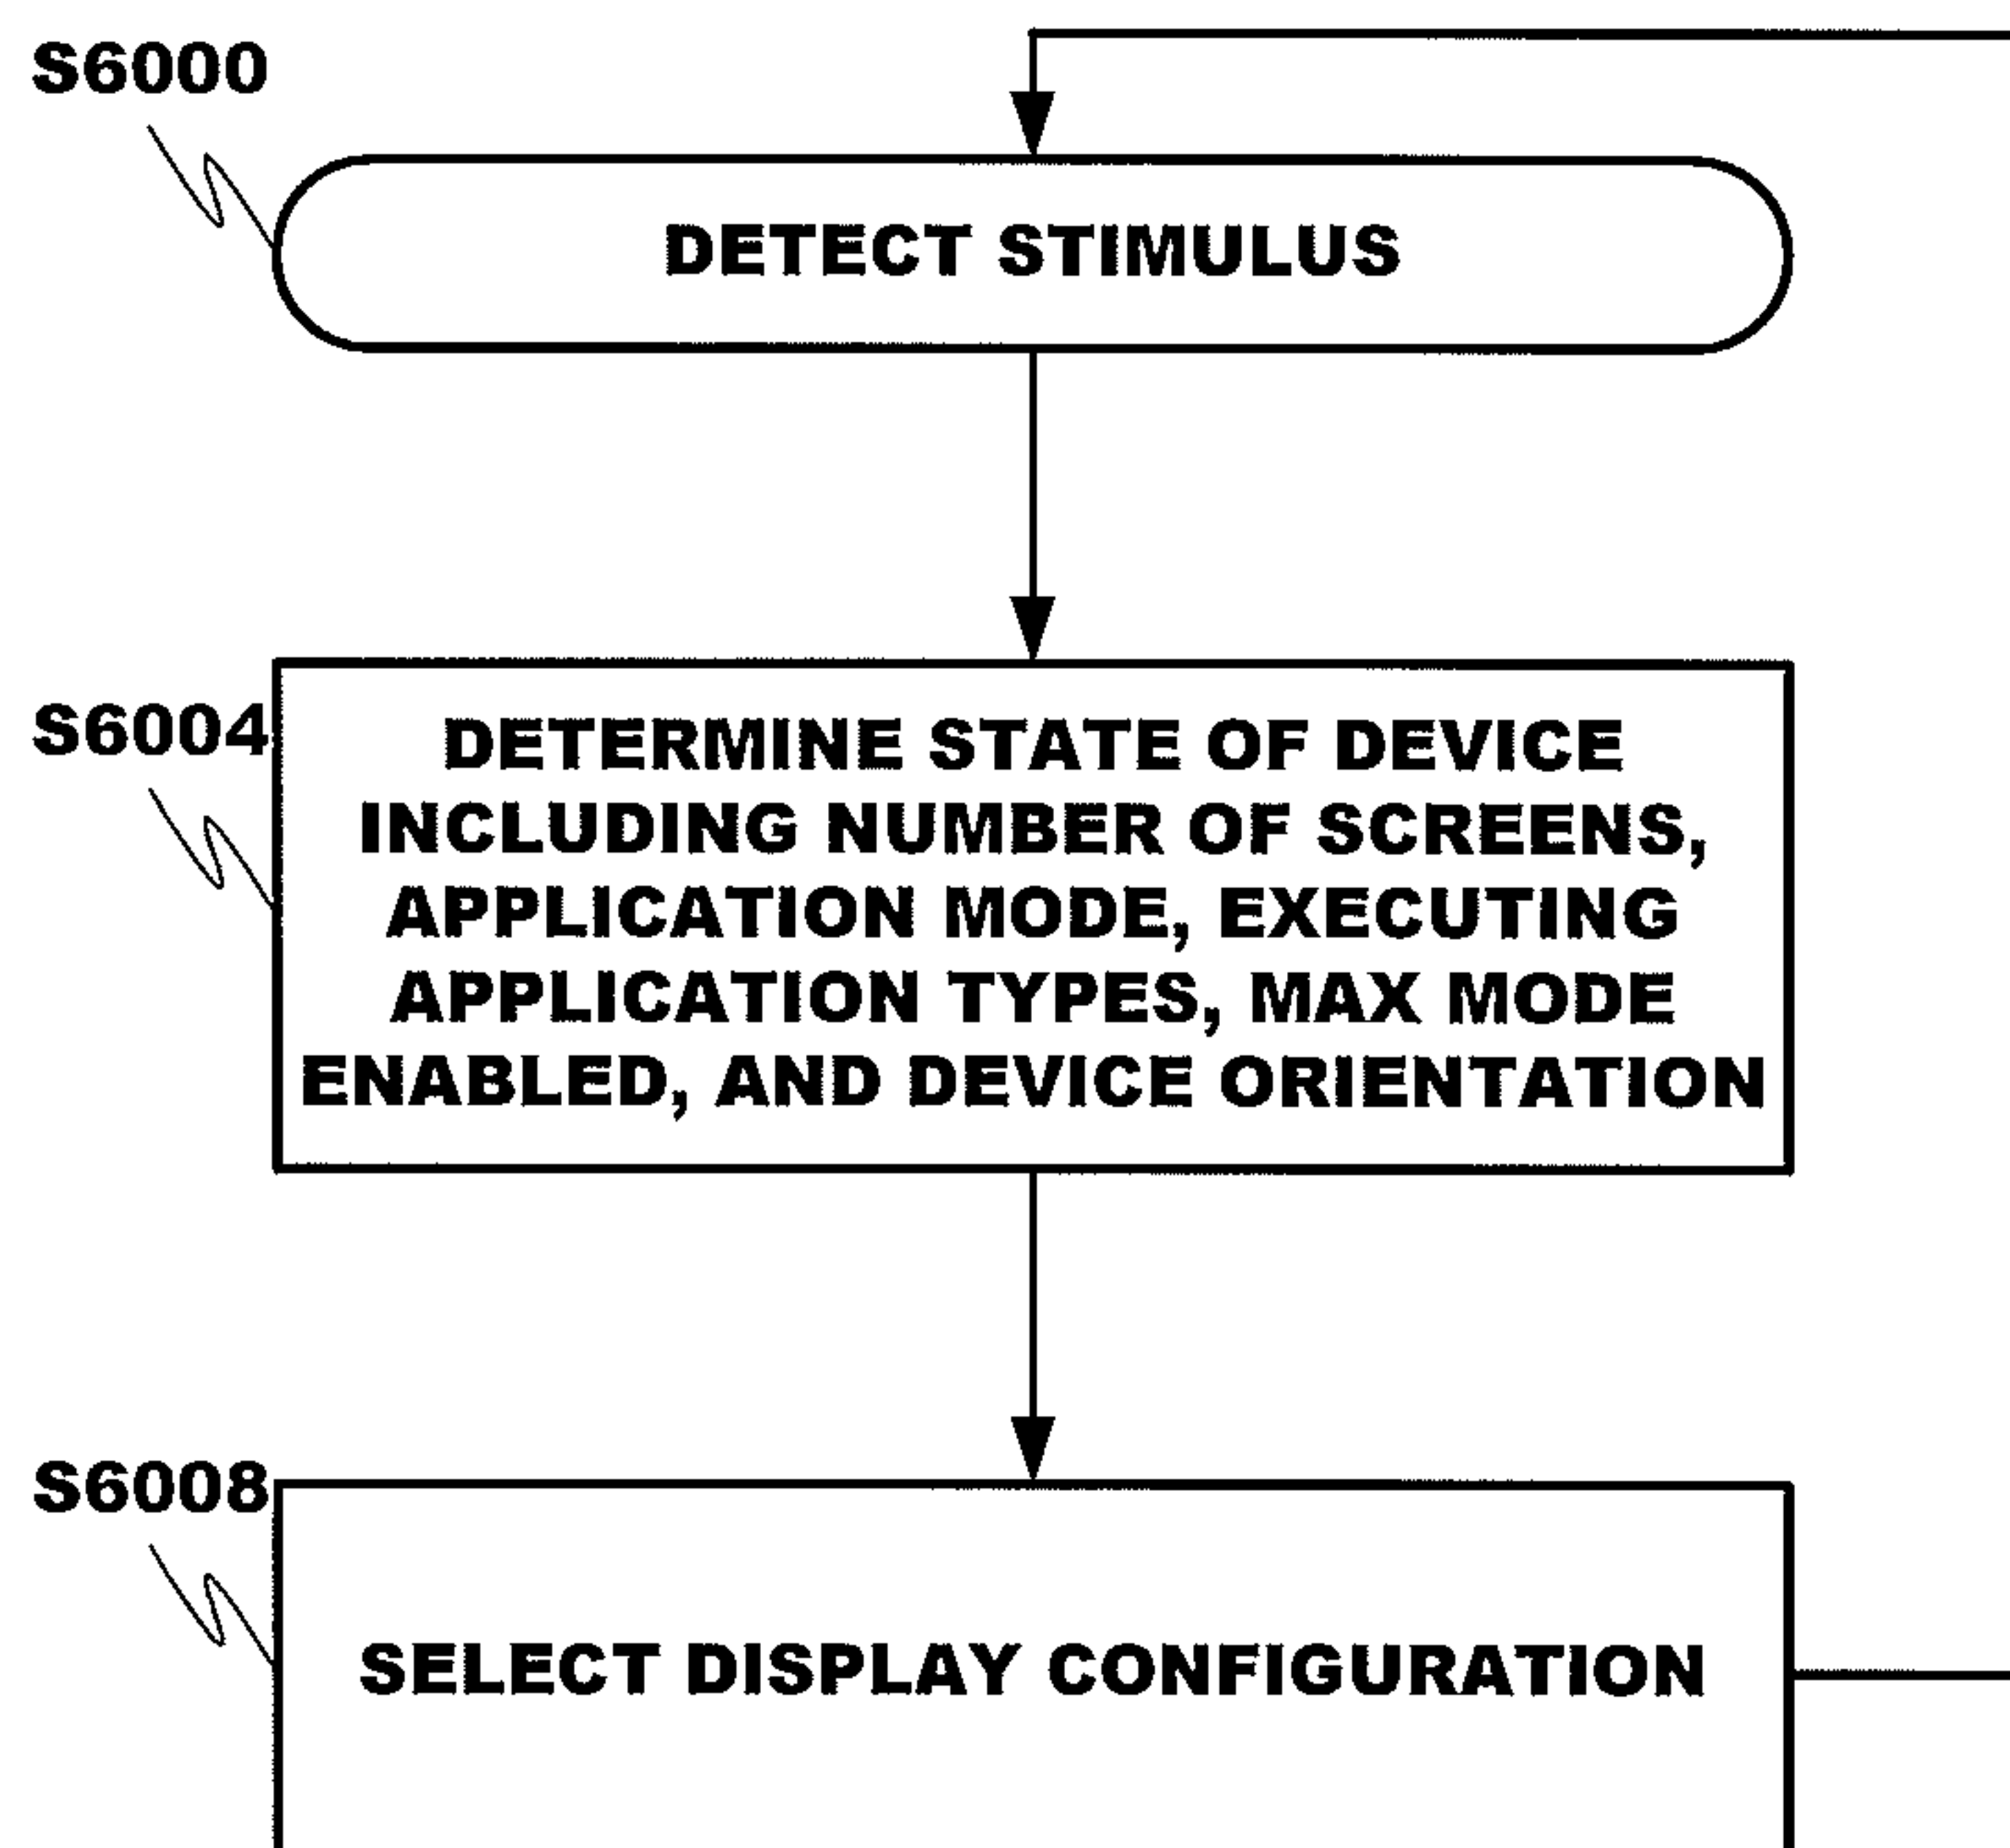 S6000
DETECT STIMULUS
S6004
DETERMINE STATE OF DEVICE
INCLUDING NUMBER OF SCREENS,
APPLICATION MODE, EXECUTING
APPLICATION TYPES, MAX MODE
ENABLED, AND DEVICE ORIENTATION
S6008
SELECT DISPLAY CONFIGURATION